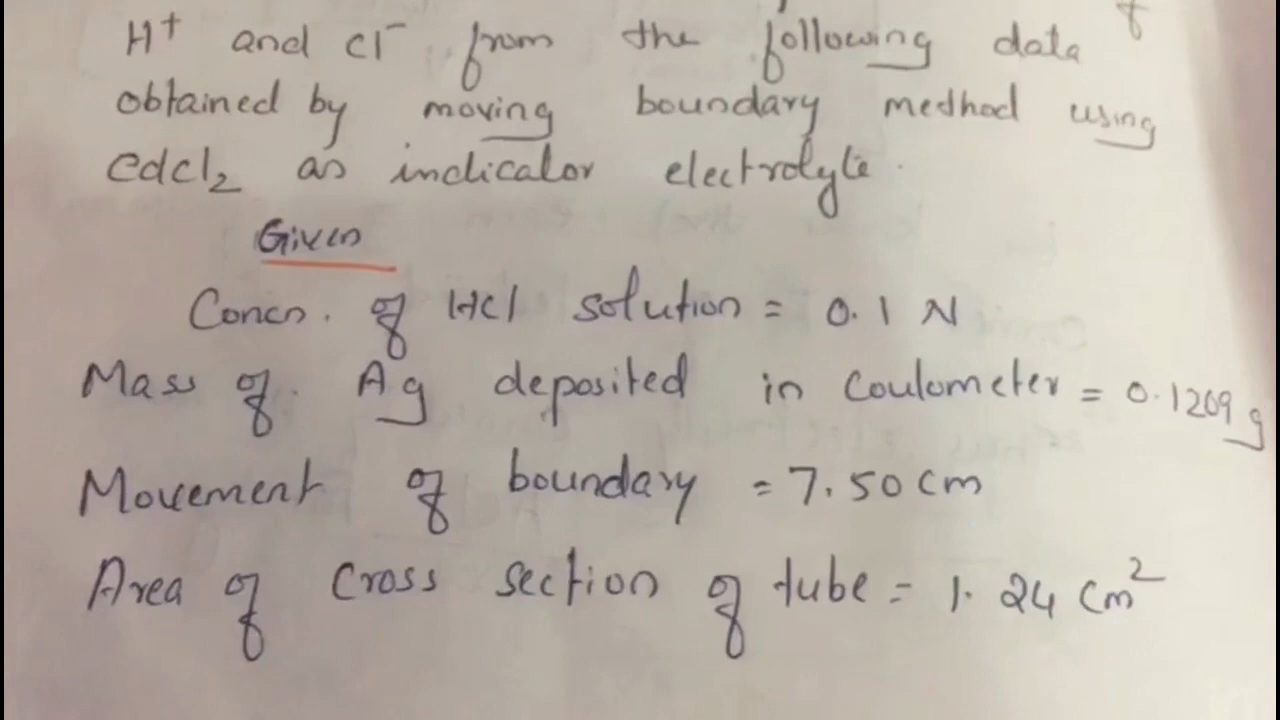 H⁺ and Cl⁻ from the following data
obtained by moving boundary method using
CdCl₂ as indicator electrolyte.
Given
Concn. of HCl solution = 0.1 N
Mass of Ag deposited in Coulometer = 0.1209 g
Movement of boundary = 7.50 cm
Area of cross section of tube = 1.24 cm²